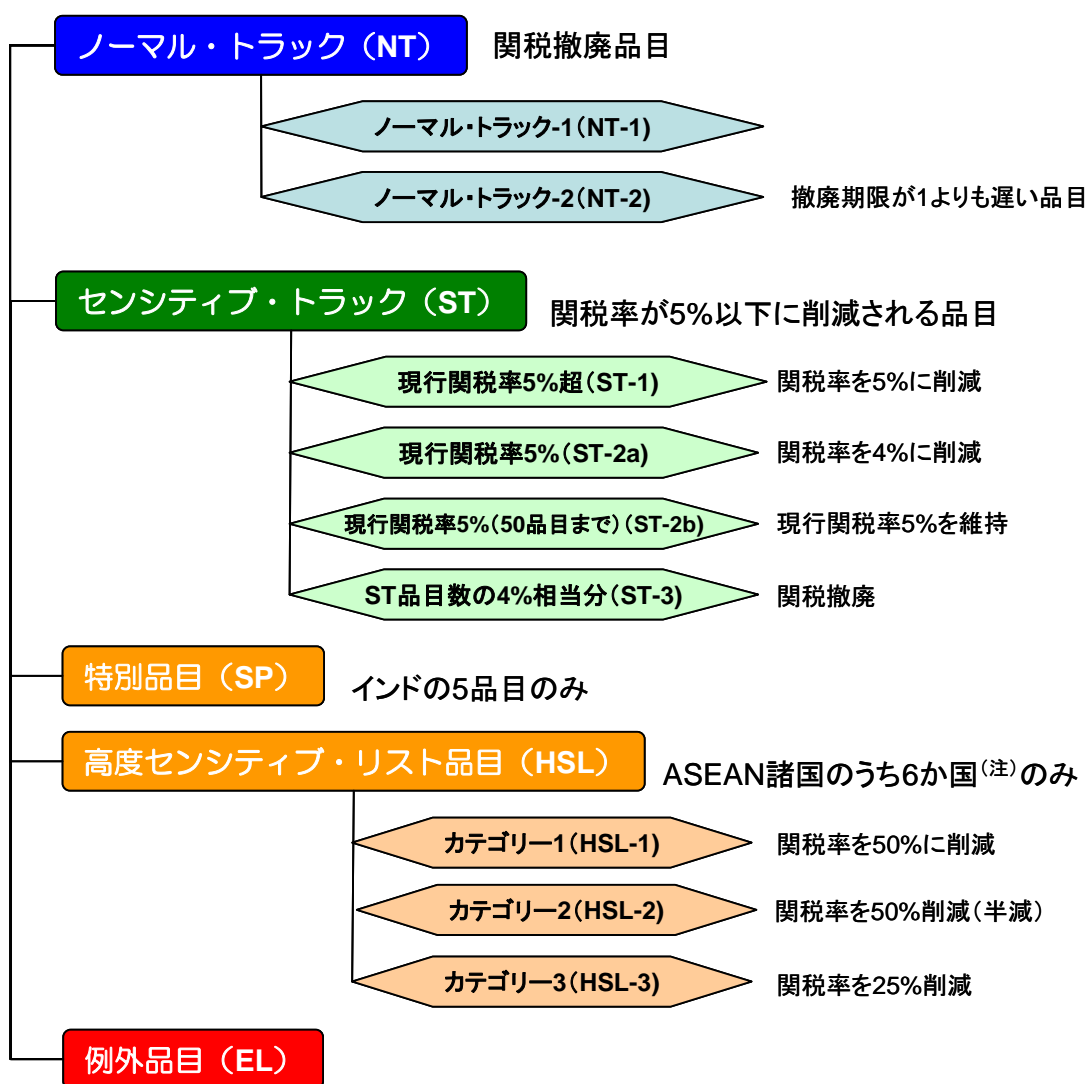 ノーマル・トラック（NT） 関税撤廃品目
ノーマル・トラック-1（NT-1)
ノーマル・トラック-2（NT-2) 撤廃期限が1よりも遅い品目
センシティブ・トラック（ST） 関税率が5%以下に削減される品目
現行関税率5%超（ST-1) 関税率を5%に削減
現行関税率5%（ST-2a) 関税率を4%に削減
現行関税率5%（50品目まで）（ST-2b) 現行関税率5%を維持
ST品目数の4%相当分（ST-3) 関税撤廃
特別品目（SP） インドの5品目のみ
高度センシティブ・リスト品目（HSL） ASEAN諸国のうち6か国（注）のみ
カテゴリー1（HSL-1) 関税率を50%に削減
カテゴリー2（HSL-2) 関税率を50%削減（半減）
カテゴリー3（HSL-3) 関税率を25%削減
例外品目（EL）